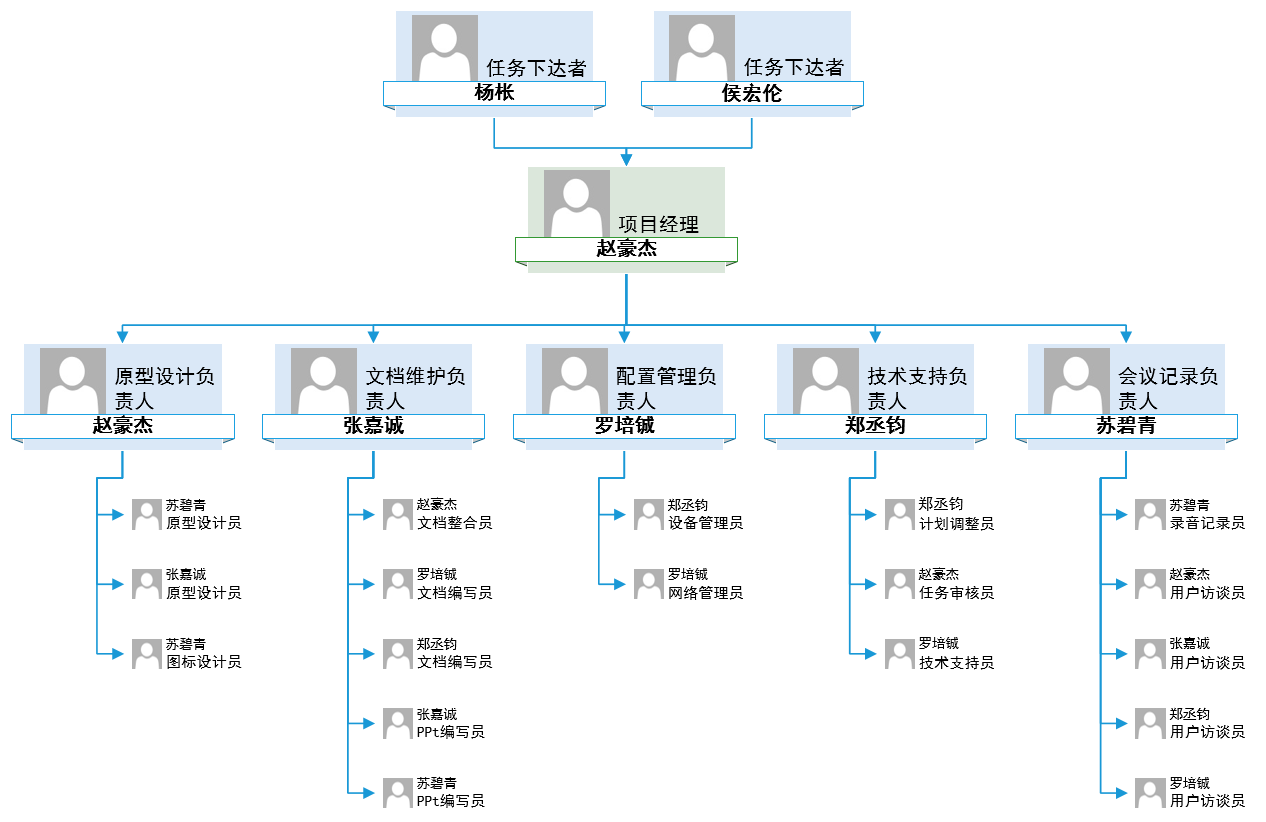 任务下达者
杨枨
任务下达者
侯宏伦
项目经理
赵豪杰
原型设计负
责人
赵豪杰
文档维护负
责人
张嘉诚
配置管理负
责人
罗培铖
技术支持负
责人
郑丞钧
会议记录负
责人
苏碧青
苏碧青
原型设计员
张嘉诚
原型设计员
苏碧青
图标设计员
赵豪杰
文档整合员
罗培铖
文档编写员
郑丞钧
文档编写员
张嘉诚
PPt编写员
苏碧青
PPt编写员
郑丞钧
设备管理员
罗培铖
网络管理员
郑丞钧
计划调整员
赵豪杰
任务审核员
罗培铖
技术支持员
苏碧青
录音记录员
赵豪杰
用户访谈员
张嘉诚
用户访谈员
郑丞钧
用户访谈员
罗培铖
用户访谈员